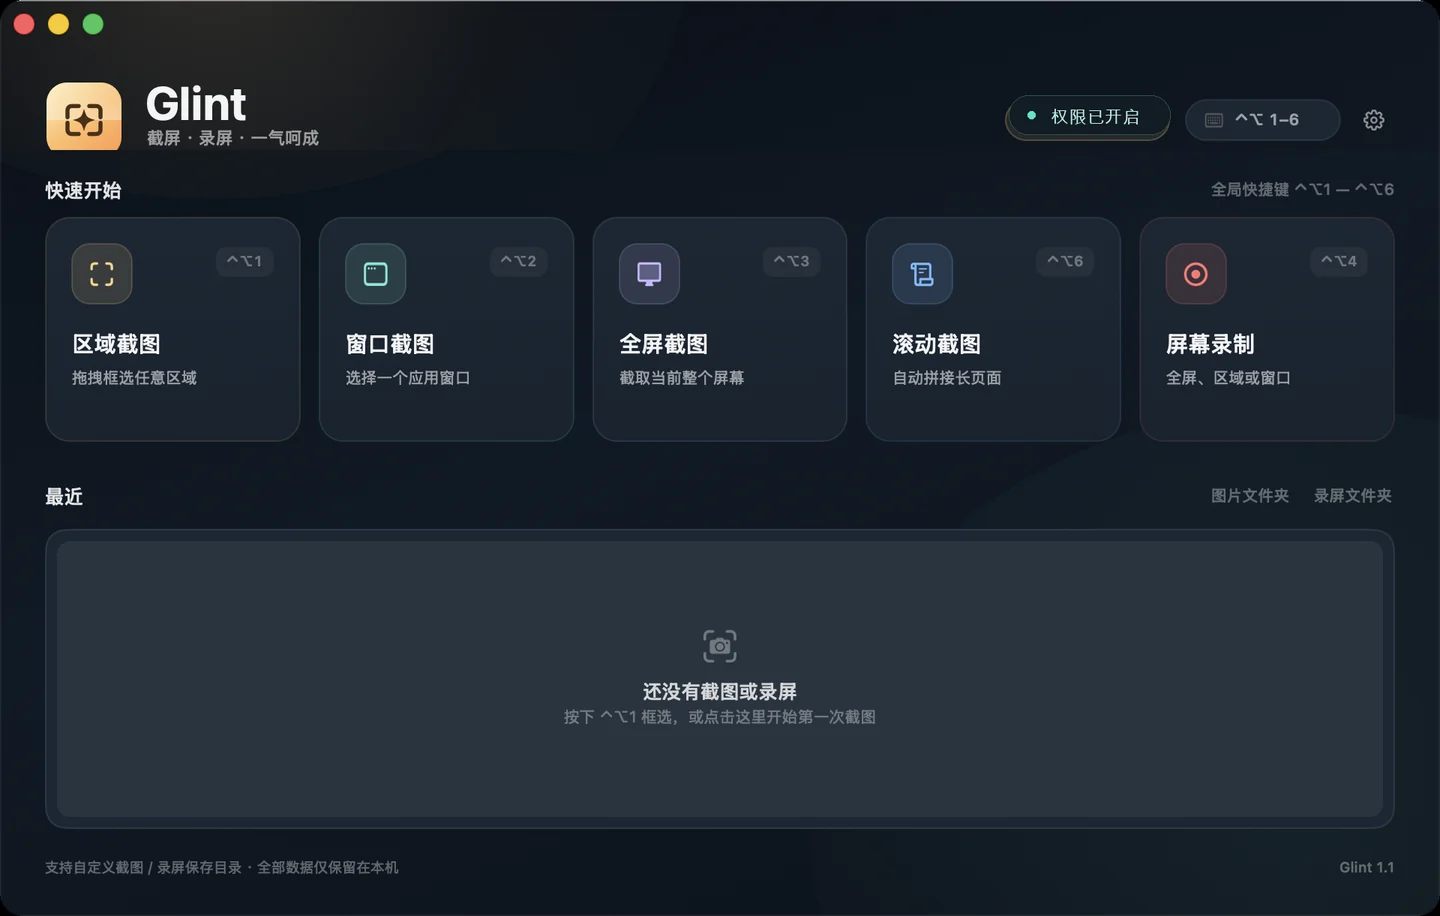 Glint
截屏 · 录屏 · 一气呵成
权限已开启
^⌥ 1–6
快速开始
全局快捷键 ^⌥1 — ^⌥6
^⌥1
区域截图
拖拽框选任意区域
^⌥2
窗口截图
选择一个应用窗口
^⌥3
全屏截图
截取当前整个屏幕
^⌥6
滚动截图
自动拼接长页面
^⌥4
屏幕录制
全屏、区域或窗口
最近
图片文件夹
录屏文件夹
还没有截图或录屏
按下 ^⌥1 框选，或点击这里开始第一次截图
支持自定义截图 / 录屏保存目录 · 全部数据仅保留在本机
Glint 1.1